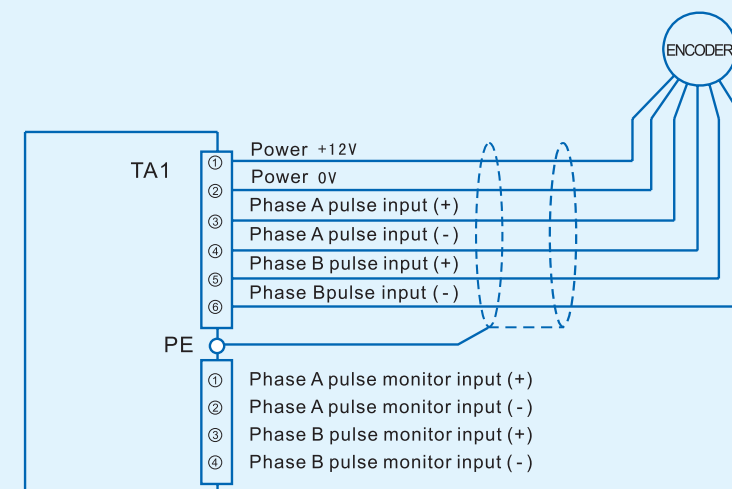 ENCODER
TA1
① Power +12V
② Power 0V
③ Phase A pulse input (+)
④ Phase A pulse input (-)
⑤ Phase B pulse input (+)
⑥ Phase Bpulse input (-)
PE
① Phase A pulse monitor input (+)
② Phase A pulse monitor input (-)
③ Phase B pulse monitor input (+)
④ Phase B pulse monitor input (-)